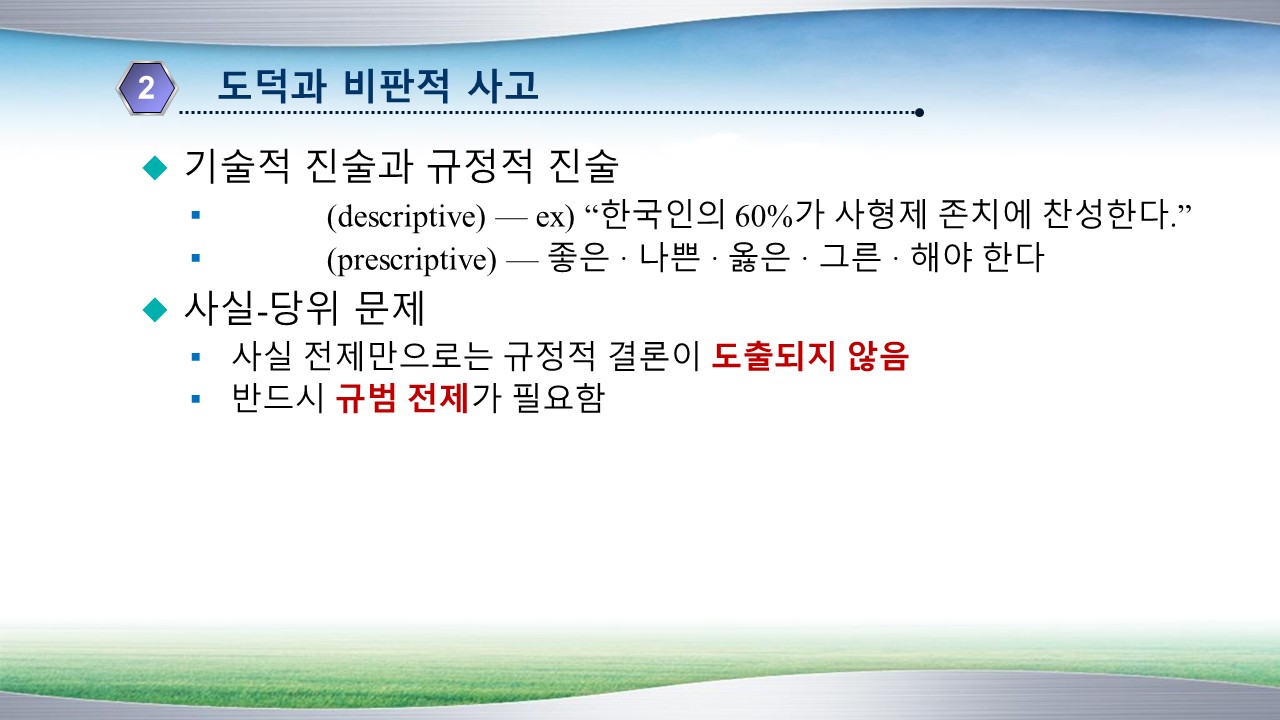 2 도덕과 비판적 사고
기술적 진술과 규정적 진술
(descriptive) — ex) “한국인의 60%가 사형제 존치에 찬성한다.”
(prescriptive) — 좋은 · 나쁜 · 옳은 · 그른 · 해야 한다
사실-당위 문제
사실 전제만으로는 규정적 결론이 도출되지 않음
반드시 규범 전제가 필요함